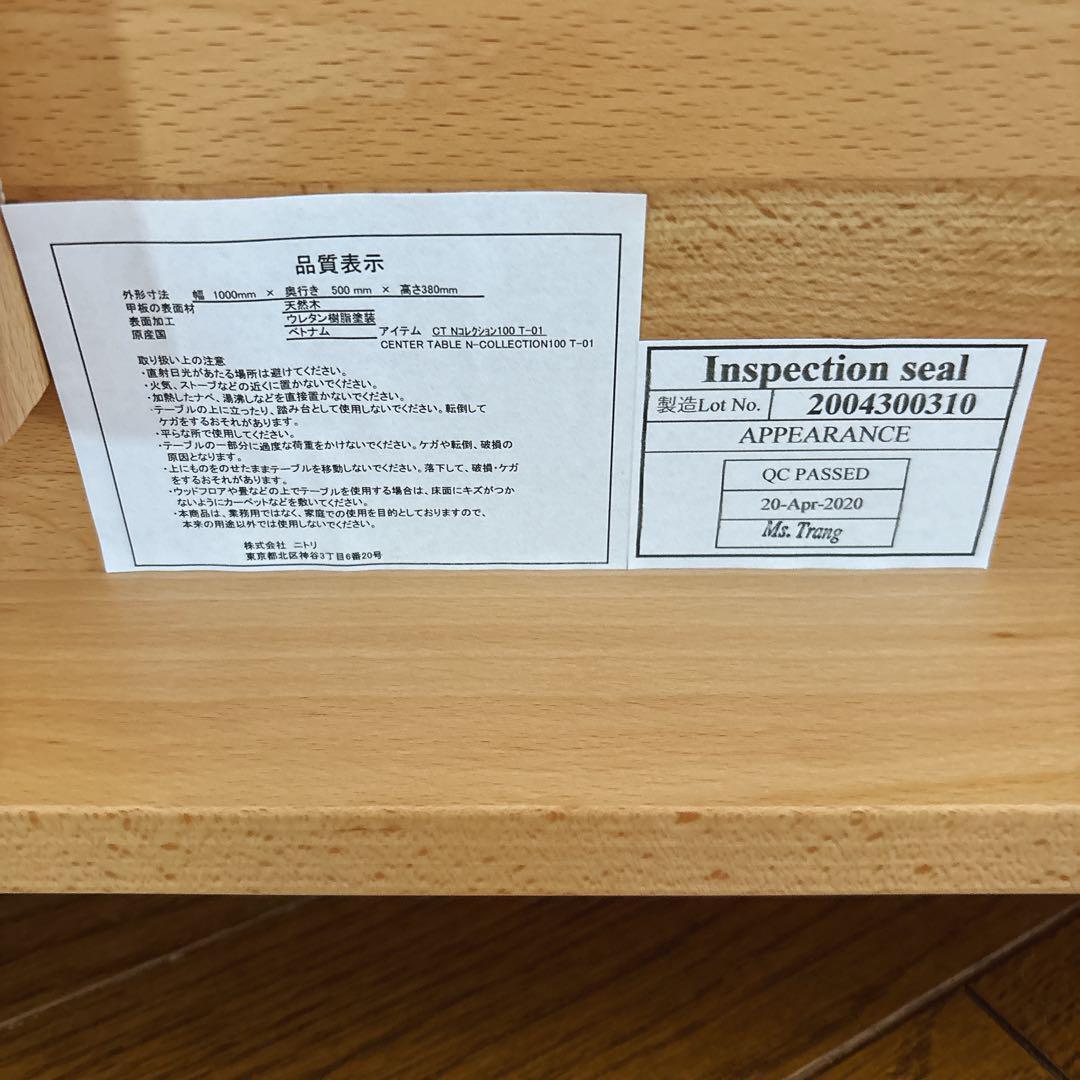 品質表示
外形寸法 幅 1000mm × 奥行き 500 mm × 高さ380mm
甲板の表面材 天然木
表面加工 ウレタン樹脂塗装
原産国 ベトナム アイテム CT Nコレクション100 T-01
CENTER TABLE N-COLLECTION100 T-01
取り扱い上の注意
・直射日光があたる場所は避けてください。
・火気、ストーブなどの近くに置かないでください。
・加熱したナベ、湯沸しなどを直接置かないでください。
・テーブルの上に立ったり、踏み台として使用しないでください。転倒して
ケガをするおそれがあります。
・平らな所で使用してください。
・テーブルの一部分に過度な荷重をかけないでください。ケガや転倒、破損の
原因となります。
・上にものをのせたままテーブルを移動しないでください。落下して、破損・ケガ
をするおそれがあります。
・ウッドフロアや畳などの上でテーブルを使用する場合は、床面にキズがつか
ないようにカーペットなどを敷いてください。
・本商品は、業務用ではなく、家庭での使用を目的としておりますので、
本来の用途以外では使用しないでください。
株式会社 ニトリ
東京都北区神谷3丁目6番20号
Inspection seal
製造Lot No. 2004300310
APPEARANCE
QC PASSED
20-Apr-2020
Ms. Trang